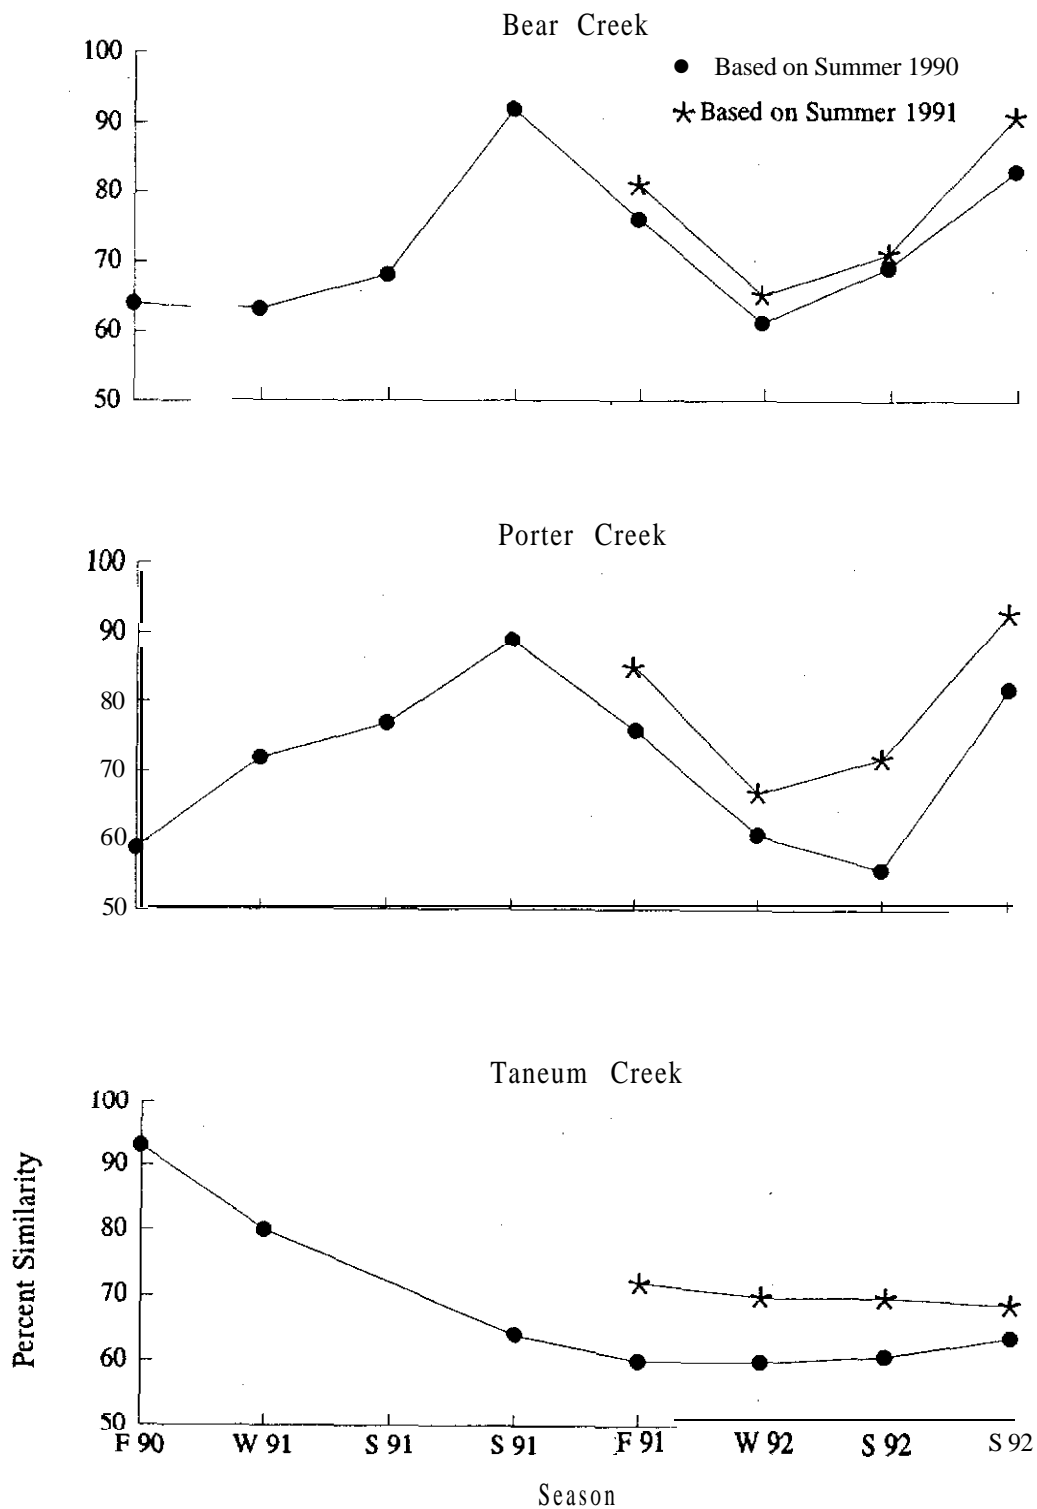 Bear Creek
100
Based on Summer 1990
Based on Summer 1991
90
80
70
60
50
Porter Creek
100
90
80
70
60
50
Taneum Creek
100
90
80
70
60
50
Percent Similarity
F 90 W 91 S 91 S 91 F 91 W 92 S 92 S 92
Season